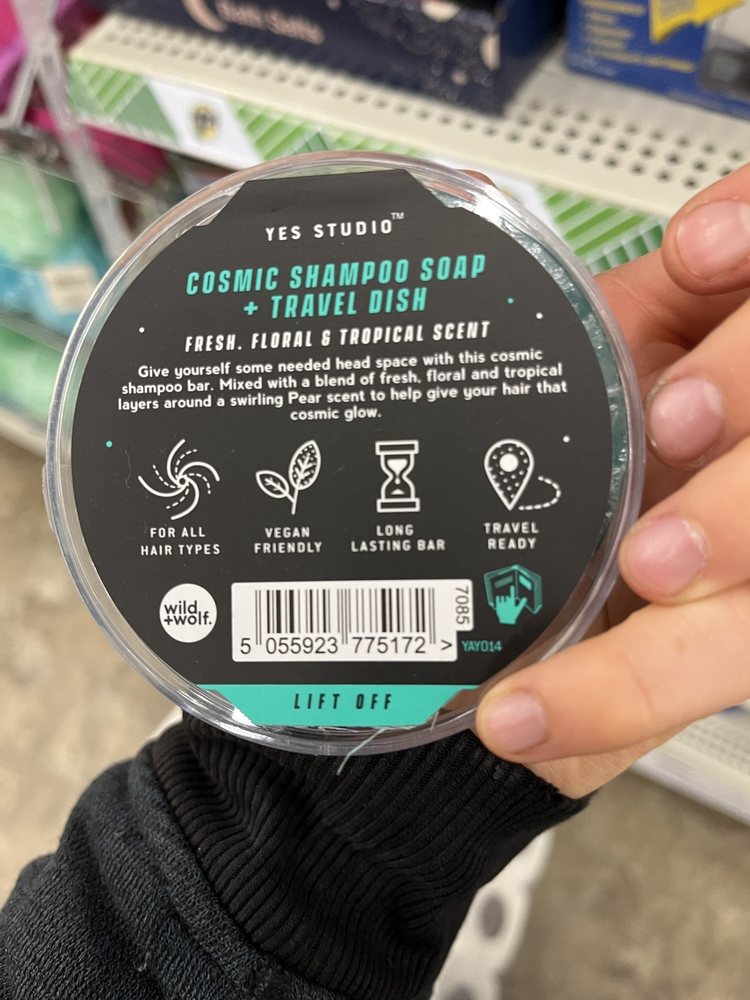 Bath Salts
YES STUDIO™
COSMIC SHAMPOO SOAP
+ TRAVEL DISH
FRESH, FLORAL & TROPICAL SCENT
Give yourself some needed head space with this cosmic
shampoo bar. Mixed with a blend of fresh, floral and tropical
layers around a swirling Pear scent to help give your hair that
cosmic glow.
FOR ALL
HAIR TYPES
VEGAN
FRIENDLY
LONG
LASTING BAR
TRAVEL
READY
wild
+wolf.
7085
5 055923 775172 >
YAY014
LIFT OFF